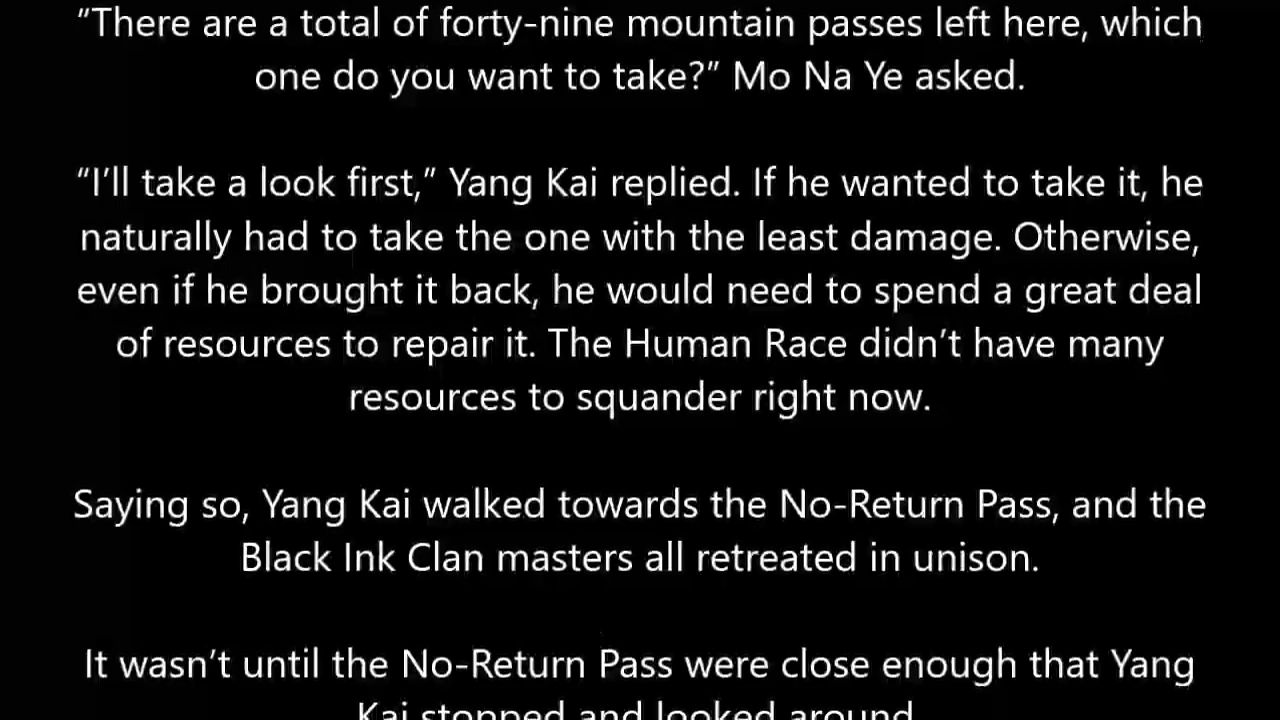 “There are a total of forty-nine mountain passes left here, which
one do you want to take?” Mo Na Ye asked.
“I’ll take a look first,” Yang Kai replied. If he wanted to take it, he
naturally had to take the one with the least damage. Otherwise,
even if he brought it back, he would need to spend a great deal
of resources to repair it. The Human Race didn’t have many
resources to squander right now.
Saying so, Yang Kai walked towards the No-Return Pass, and the
Black Ink Clan masters all retreated in unison.
It wasn’t until the No-Return Pass were close enough that Yang
Kai stopped and looked around